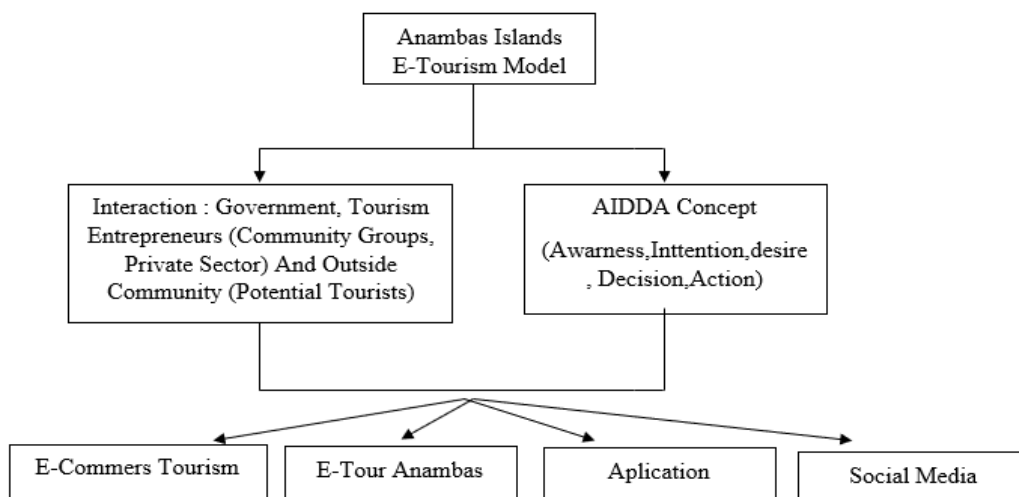 Anambas Islands
E-Tourism Model
Interaction : Government, Tourism
Entrepreneurs (Community Groups,
Private Sector) And Outside
Community (Potential Tourists)
AIDDA Concept
(Awarness,Inttention,desire
, Decision,Action)
E-Commers Tourism
E-Tour Anambas
Aplication
Social Media